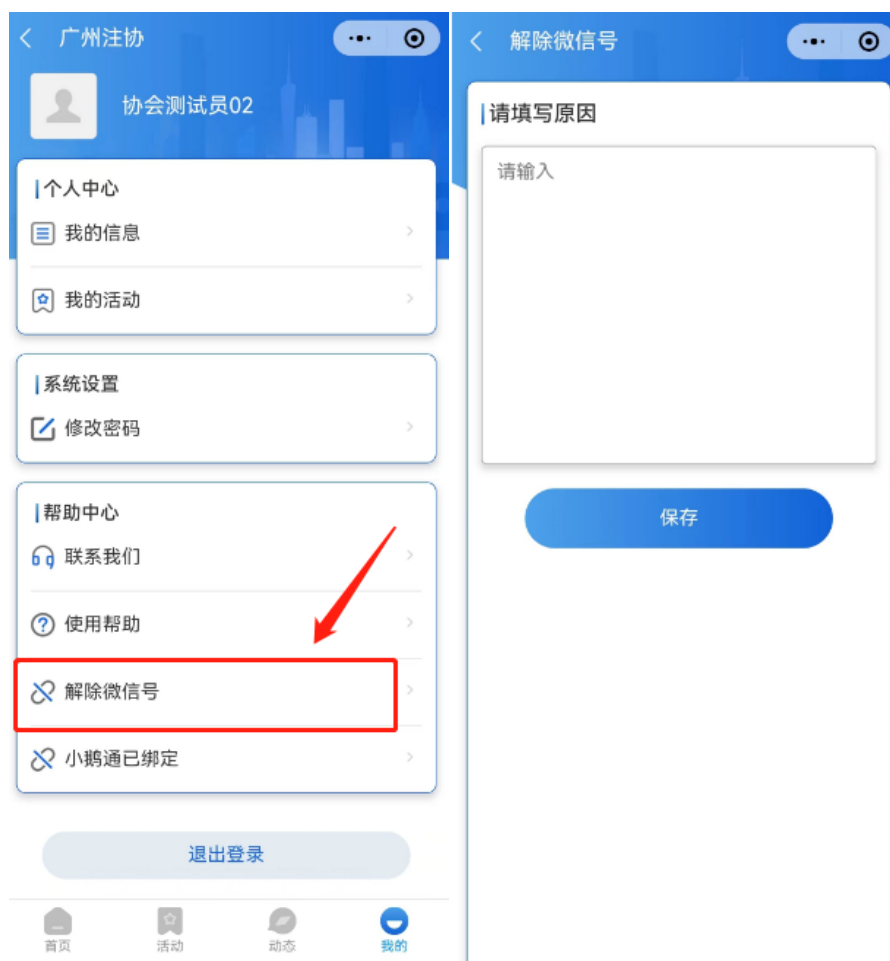 广州注协
协会测试员02
个人中心
我的信息
我的活动
系统设置
修改密码
帮助中心
联系我们
使用帮助
解除微信号
小鹅通已绑定
退出登录
首页
活动
动态
我的
解除微信号
请填写原因
请输入
保存